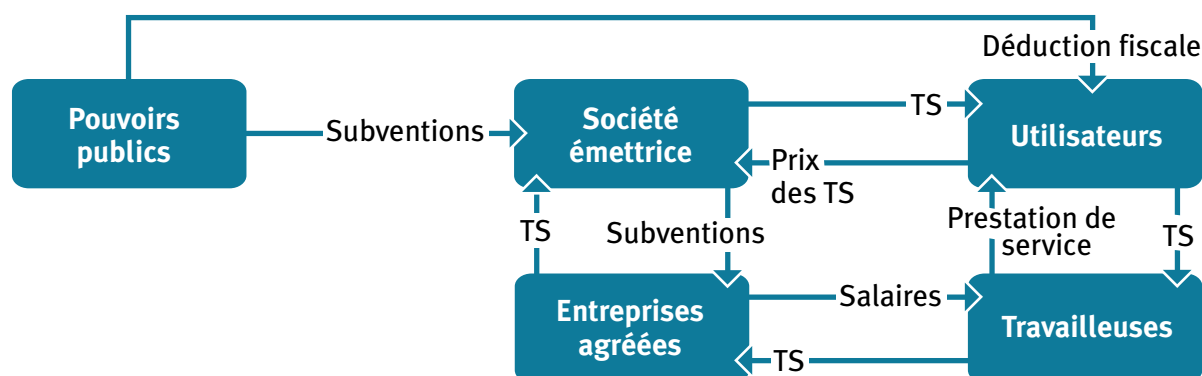 Déduction fiscale
Pouvoirs
publics
Subventions
Société
émettrice
TS
Utilisateurs
Prix
des TS
TS
Subventions
Prestation de
service
TS
Entreprises
agréées
Salaires
Travailleuses
TS